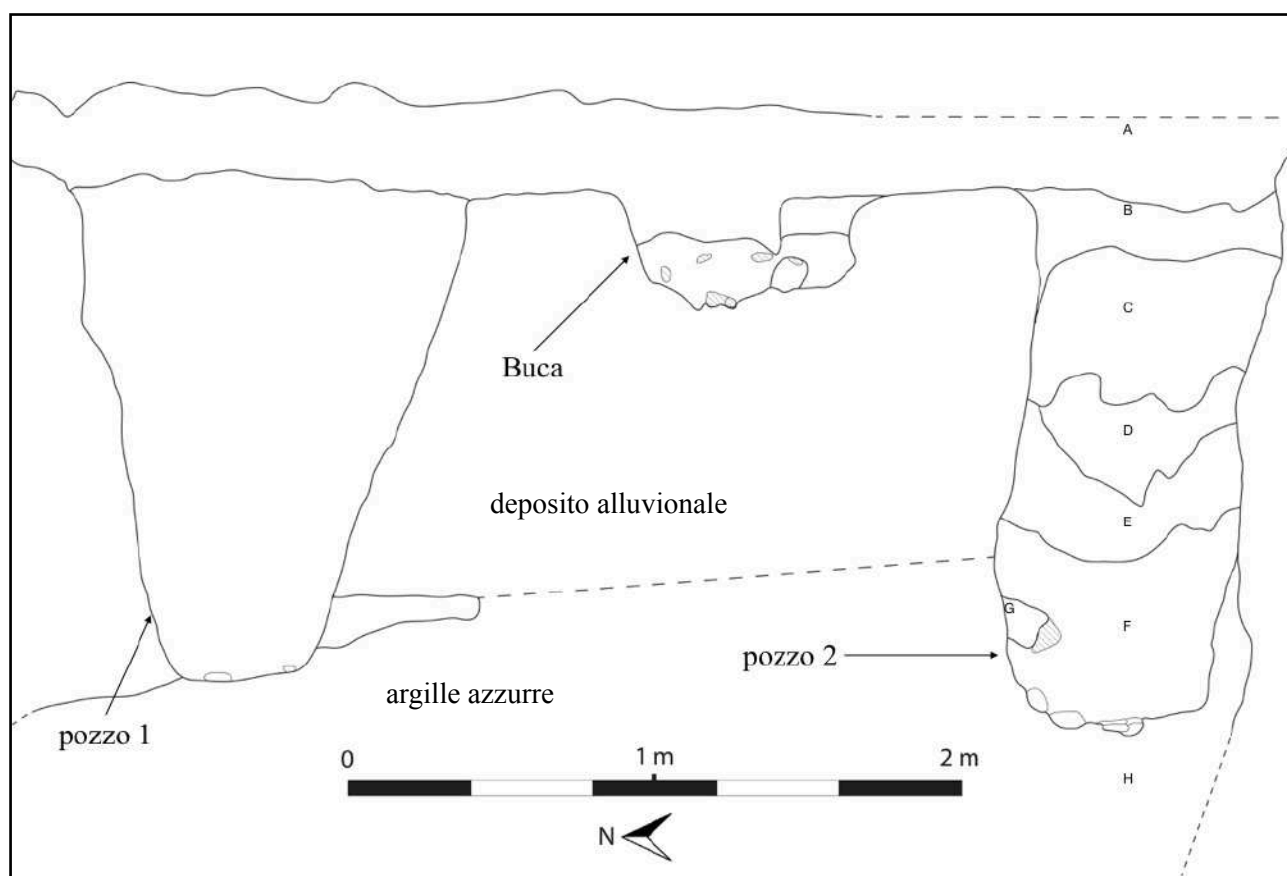 A
B
C
Buca
D
deposito alluvionale
E
G
F
pozzo 2
argille azzurre
pozzo 1
0 1 m 2 m
H
N